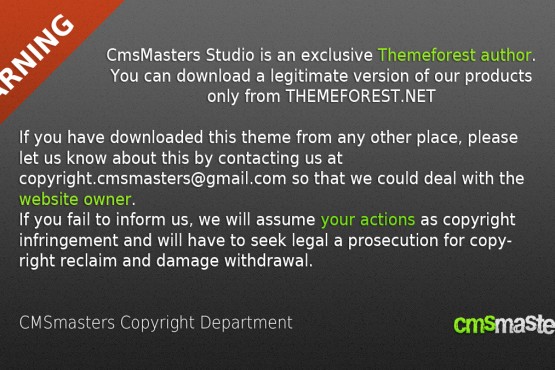 ARNING
CmsMasters Studio is an exclusive Themeforest author.
You can download a legitimate version of our products
only from THEMEFOREST.NET
If you have downloaded this theme from any other place, please
let us know about this by contacting us at
copyright.cmsmasters@gmail.com so that we could deal with the
website owner.
If you fail to inform us, we will assume your actions as copyright
infringement and will have to seek legal a prosecution for copy-
right reclaim and damage withdrawal.
CMSmasters Copyright Department
cmsmaste